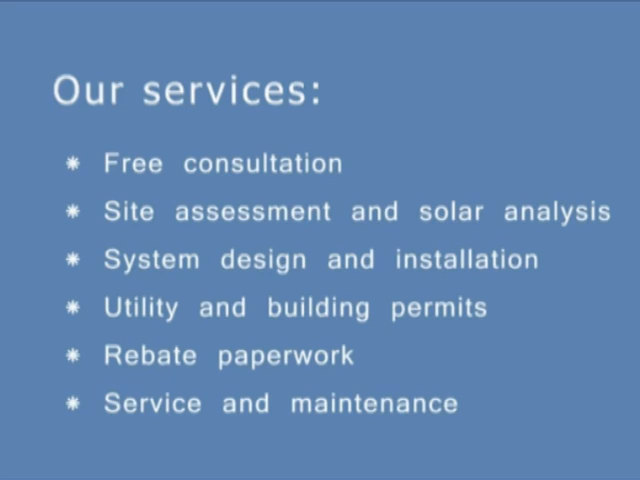 Our services:
Free consultation
Site assessment and solar analysis
System design and installation
Utility and building permits
Rebate paperwork
Service and maintenance